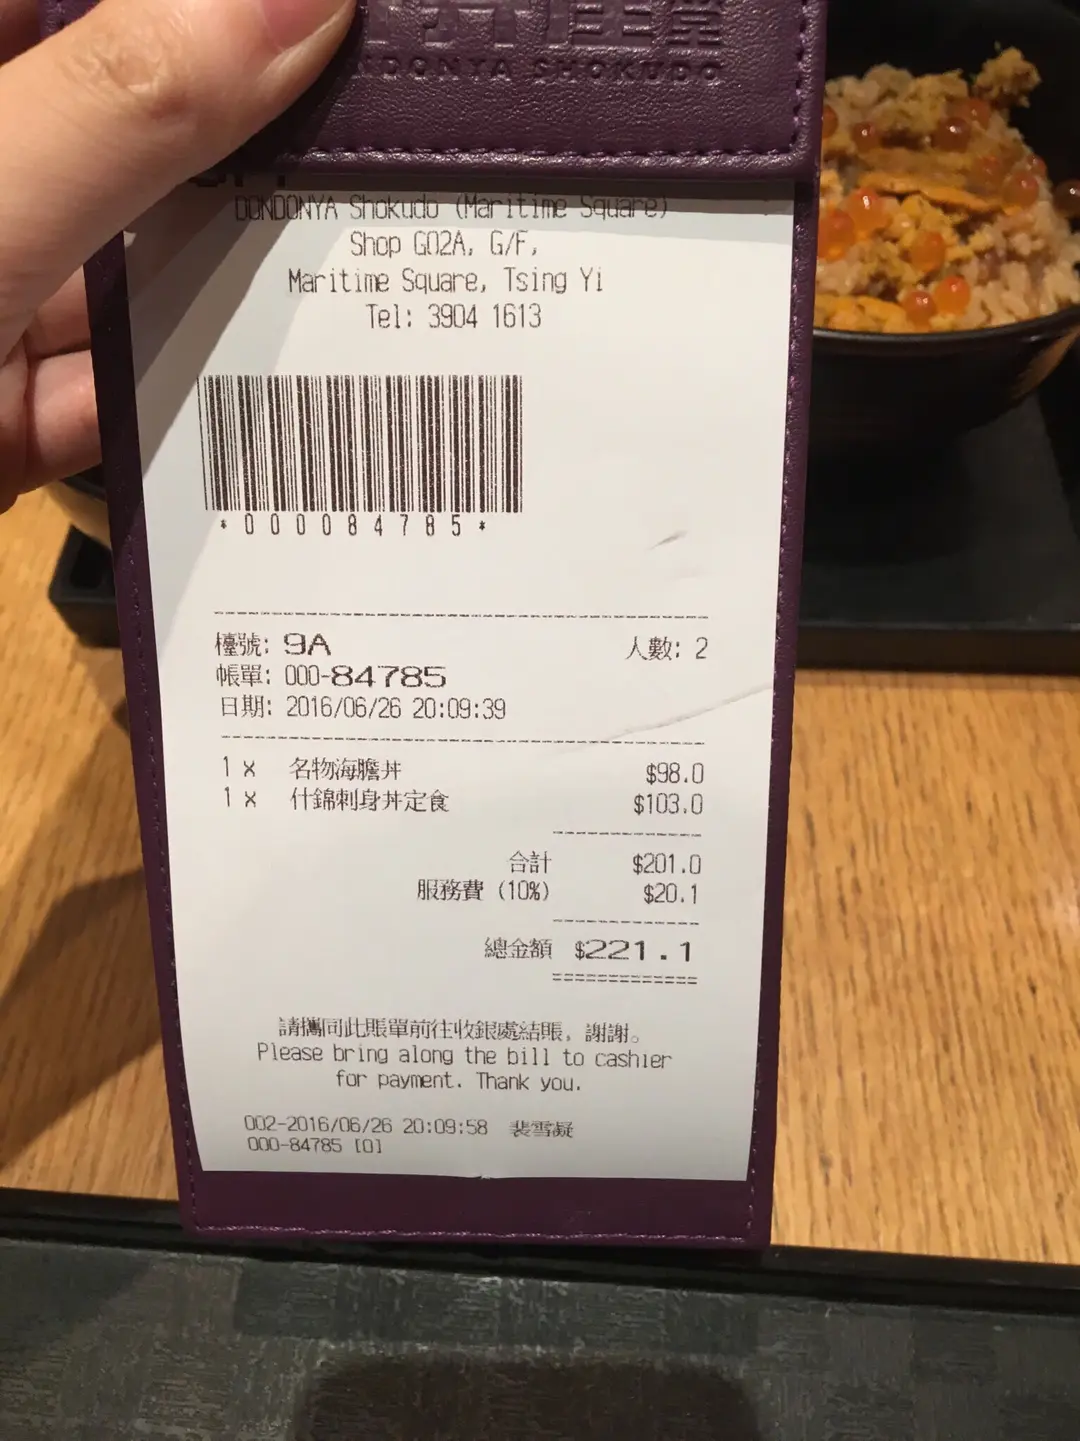 NDONYA SHOKUDO
DONDONYA Shokudo (Maritime Square)
Shop G02A, G/F,
Maritime Square, Tsing Yi
Tel: 3904 1613
*000084785*
檯號: 9A 人數: 2
帳單: 000-84785
日期: 2016/06/26 20:09:39
1 x 名物海膽丼 $98.0
1 x 什錦刺身丼定食 $103.0
合計 $201.0
服務費 (10%) $20.1
總金額 $221.1
請攜同此賬單前往收銀處結賬, 謝謝。
Please bring along the bill to cashier
for payment. Thank you.
002-2016/06/26 20:09:58 裴雪凝
000-84785 [0]